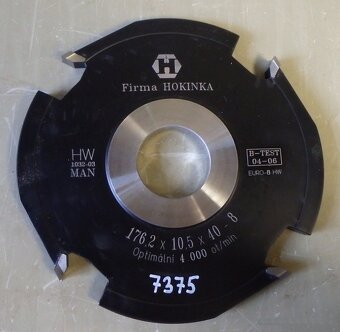 H
Firma HOKINKA
HW
1032-03
MAN
B-TEST
04-06
EURO-8 HW
176,2 x 10,5 x 40 - 8
Optimální 4 000 ot/min
7375